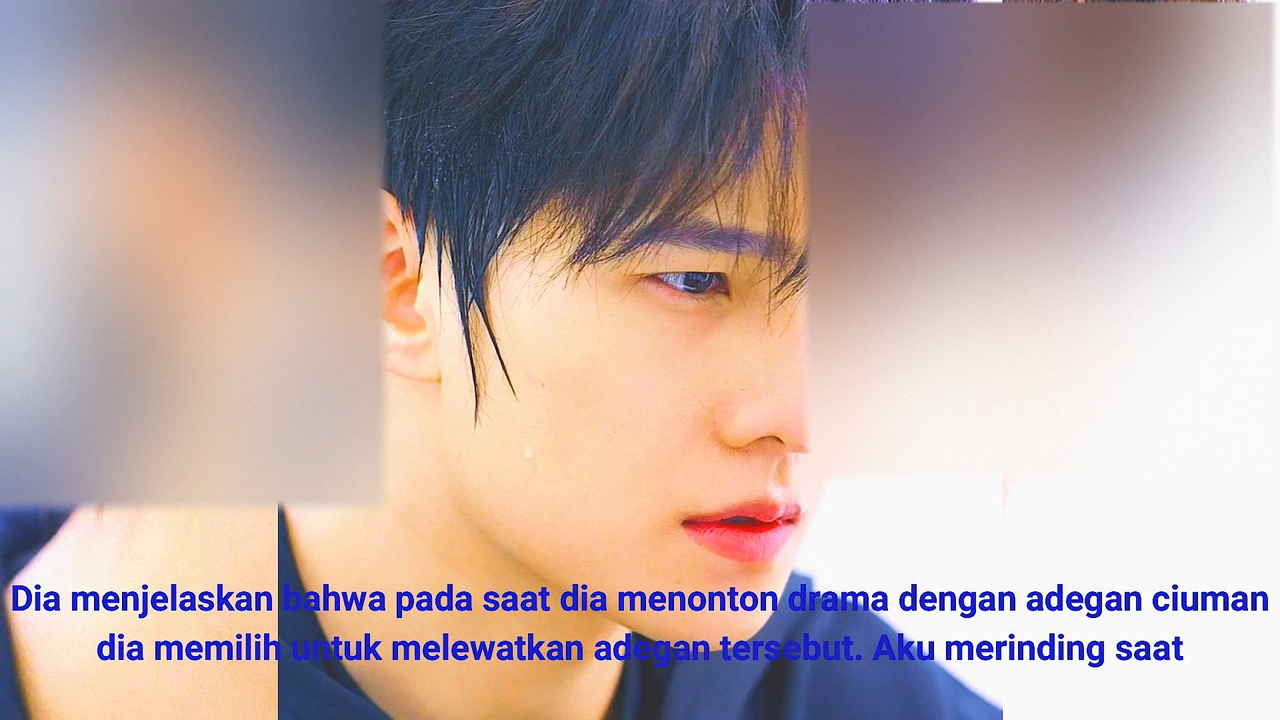 Dia menjelaskan bahwa pada saat dia menonton drama dengan adegan ciuman
dia memilih untuk melewatkan adegan tersebut. Aku merinding saat